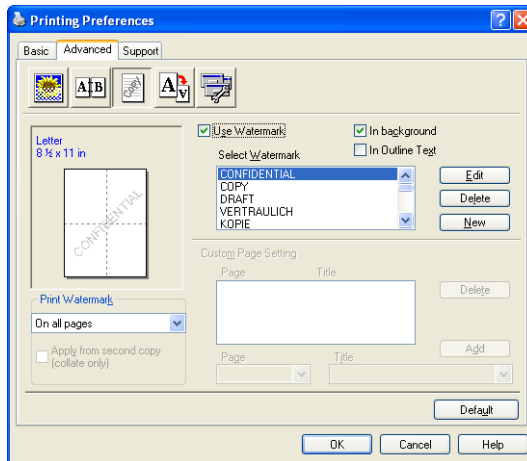 Printing Preferences
Basic Advanced Support
A B Copy A v
Letter
8 ½ x 11 in
CONFIDENTIAL
Use Watermark
In background
In Outline Text
Select Watermark
CONFIDENTIAL
COPY
DRAFT
VERTRAULICH
KOPIE
Edit
Delete
New
Print Watermark
On all pages
Apply from second copy
(collate only)
Custom Page Setting
Page Title
Delete
Add
Page Title
Default
OK Cancel Help